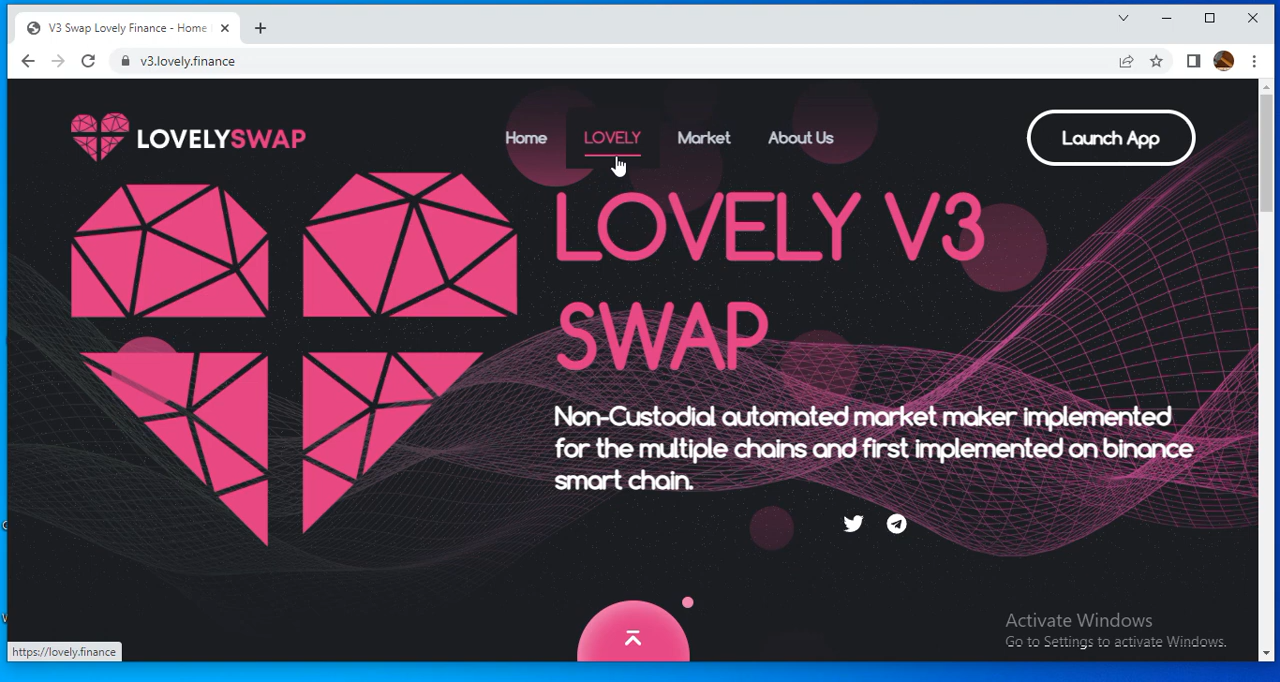 V3 Swap Lovely Finance - Home
v3.lovely.finance
LOVELYSWAP
Home
LOVELY
Market
About Us
Launch App
LOVELY V3
SWAP
Non-Custodial automated market maker implemented
for the multiple chains and first implemented on binance
smart chain.
Activate Windows
Go to Settings to activate Windows.
https://lovely.finance